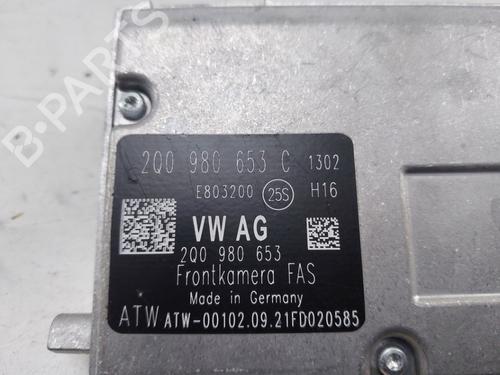 2Q0 980 653 C 1302
E803200 25S H16
VW AG
2Q0 980 653
Frontkamera FAS
Made in Germany
ATW ATW-00102.09.21FD020585
B-PARTS